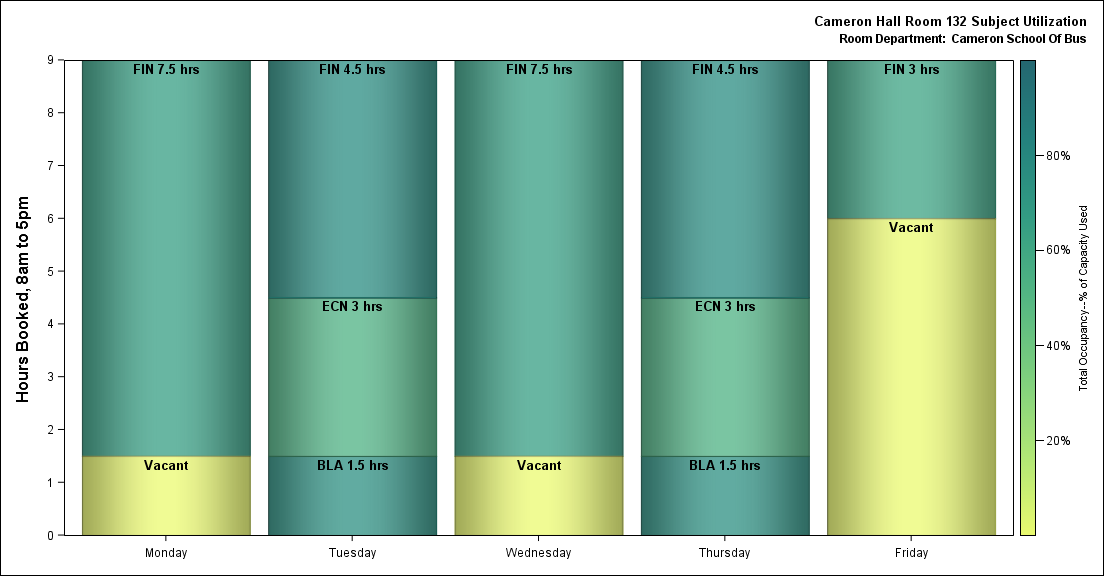 Cameron Hall Room 132 Subject Utilization
Room Department: Cameron School Of Bus
Hours Booked, 8am to 5pm
9
8
7
6
5
4
3
2
1
0
FIN 7.5 hrs
Vacant
FIN 4.5 hrs
ECN 3 hrs
BLA 1.5 hrs
FIN 7.5 hrs
Vacant
FIN 4.5 hrs
ECN 3 hrs
BLA 1.5 hrs
FIN 3 hrs
Vacant
Monday
Tuesday
Wednesday
Thursday
Friday
80%
60%
40%
20%
Total Occupancy--% of Capacity Used